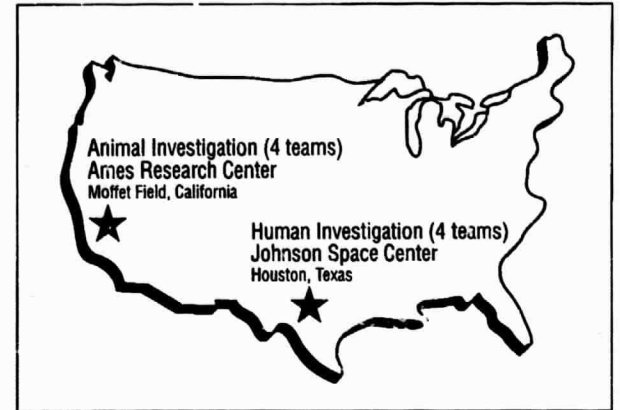 Animal Investigation (4 teams)
Ames Research Center
Moffet Field, California
Human Investigation (4 teams)
Johnson Space Center
Houston, Texas